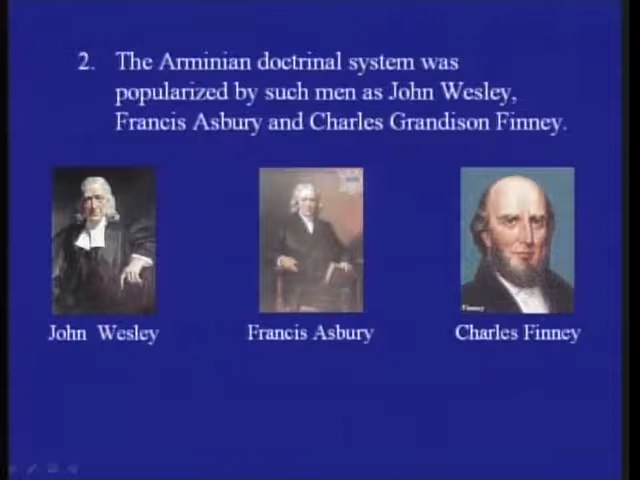 2. The Arminian doctrinal system was
popularized by such men as John Wesley,
Francis Asbury and Charles Grandison Finney.
Finney
John Wesley
Francis Asbury
Charles Finney